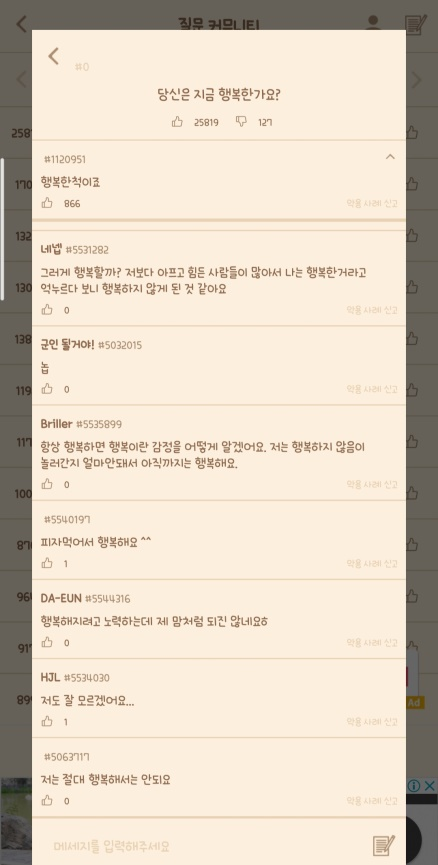 질문 커뮤니티
#0
당신은 지금 행복한가요?
25819 127
#1120951
행복한척이죠
866 악용 사례 신고
네넵 #5531282
그러게 행복할까? 저보다 아프고 힘든 사람들이 많아서 나는 행복한거라고
억누르다 보니 행복하지 않게 된 것 같아요
0 악용 사례 신고
군인 될거야! #5032015
놉
0 악용 사례 신고
Briller #5535899
항상 행복하면 행복이란 감정을 어떻게 알겠어요. 저는 행복하지 않음이
놀러간지 얼마안돼서 아직까지는 행복해요.
0 악용 사례 신고
#5540197
피자먹어서 행복해요 ^^
1 악용 사례 신고
DA-EUN #5544316
행복해지려고 노력하는데 제 맘처럼 되진 않네요ㅎ
0 악용 사례 신고
HJL #5534030
저도 잘 모르겠어요...
1 악용 사례 신고
#5063717
저는 절대 행복해서는 안되요
0 악용 사례 신고
메세지를 입력해주세요
Ad